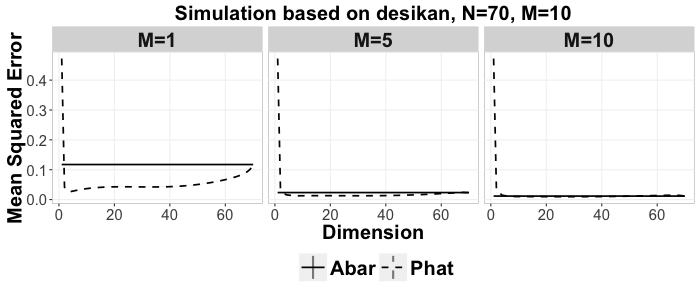 Simulation based on desikan, N=70, M=10
M=1 M=5 M=10
Mean Squared Error
0.4
0.3
0.2
0.1
0.0
0 20 40 60 0 20 40 60 0 20 40 60
Dimension
Abar Phat